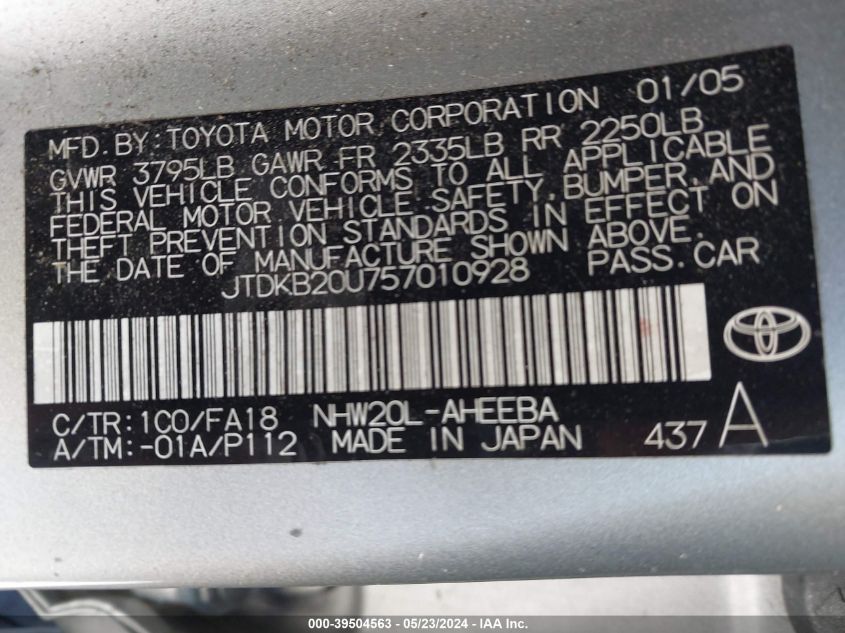 MFD. BY: TOYOTA MOTOR CORPORATION 01/05
GVWR 3795LB GAWR FR 2335LB RR 2250LB
THIS VEHICLE CONFORMS TO ALL APPLICABLE
FEDERAL MOTOR VEHICLE SAFETY, BUMPER, AND
THEFT PREVENTION STANDARDS IN EFFECT ON
THE DATE OF MANUFACTURE SHOWN ABOVE.
JTDKB20U757010928 PASS. CAR
C/TR: 1C0/FA18 NHW20L-AHEEBA
A/TM: -01A/P112 MADE IN JAPAN 437 A
000-39504563 — 05/23/2024 — IAA Inc.